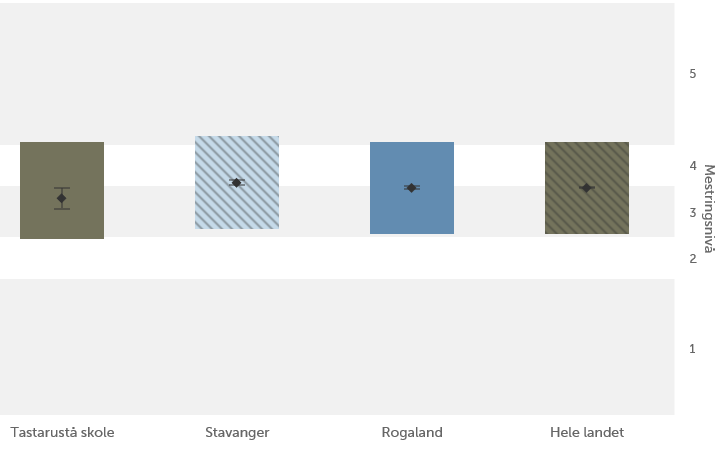 5
4
3
2
1
Mestringsnivå
Tastarustå skole
Stavanger
Rogaland
Hele landet